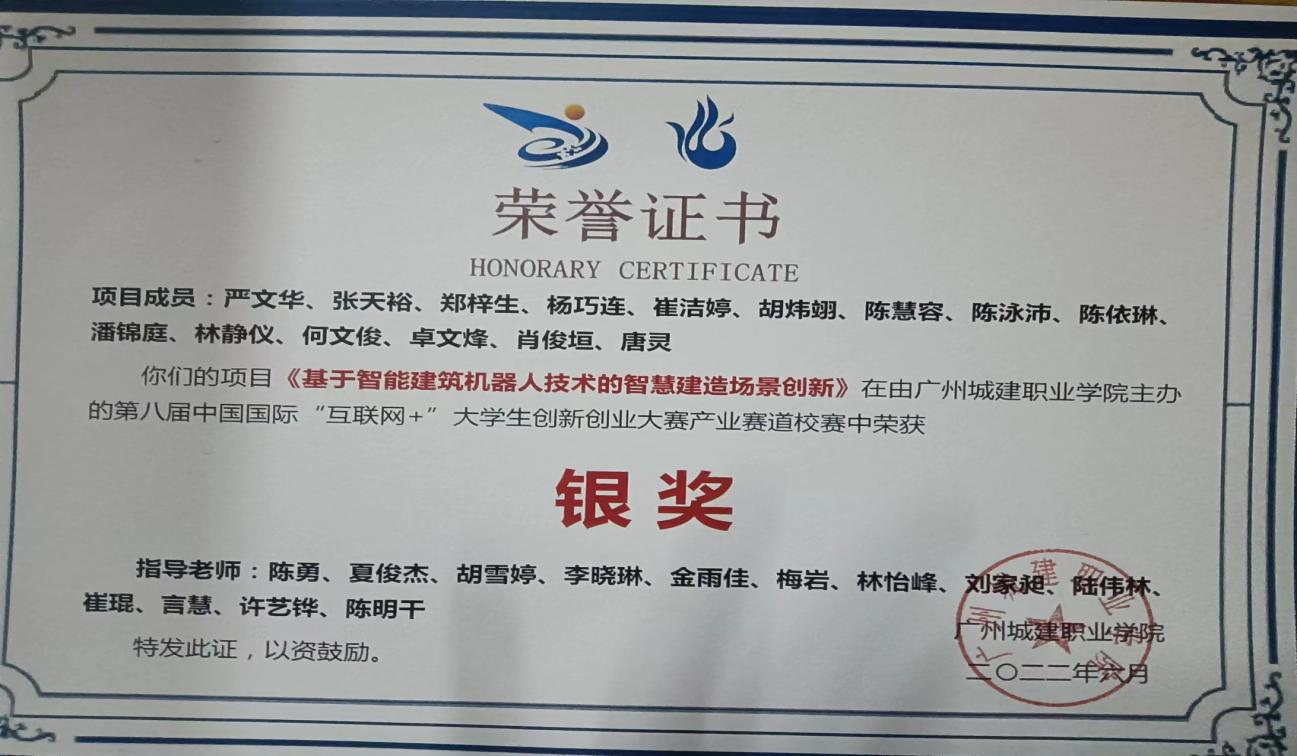 荣誉证书
HONORARY CERTIFICATE
项目成员：严文华、张天裕、郑梓生、杨巧连、崔洁婷、胡炜翊、陈慧容、陈泳沛、陈依琳、
潘锦庭、林静仪、何文俊、卓文烽、肖俊垣、唐灵
你们的项目《基于智能建筑机器人技术的智慧建造场景创新》在由广州城建职业学院主办
的第八届中国国际“互联网+”大学生创新创业大赛产业赛道校赛中荣获
银奖
指导老师：陈勇、夏俊杰、胡雪婷、李晓琳、金雨佳、梅岩、林怡峰、刘家昶、陆伟林、
崔琨、言慧、许艺铧、陈明干
特发此证，以资鼓励。
广州城建职业学院
二〇二二年六月
广州城建职业学院